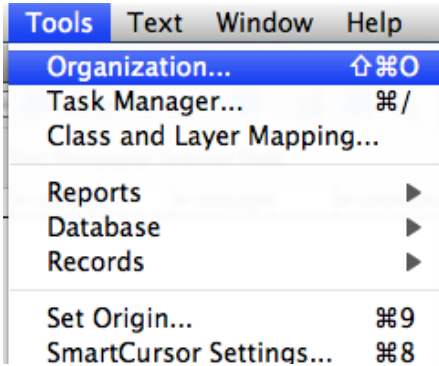 Tools Text Window Help
Organization... ⇧⌘O
Task Manager... ⌘/
Class and Layer Mapping...
Reports ▶
Database ▶
Records ▶
Set Origin... ⌘9
SmartCursor Settings... ⌘8